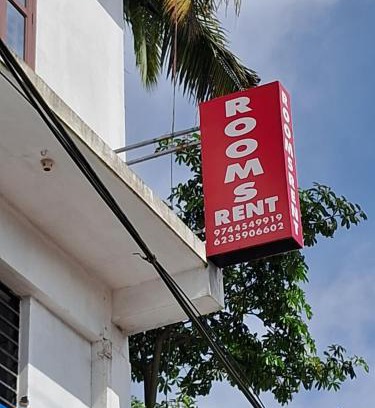 ROOMS
RENT
9744549919
6235906602
ROOMS RENT